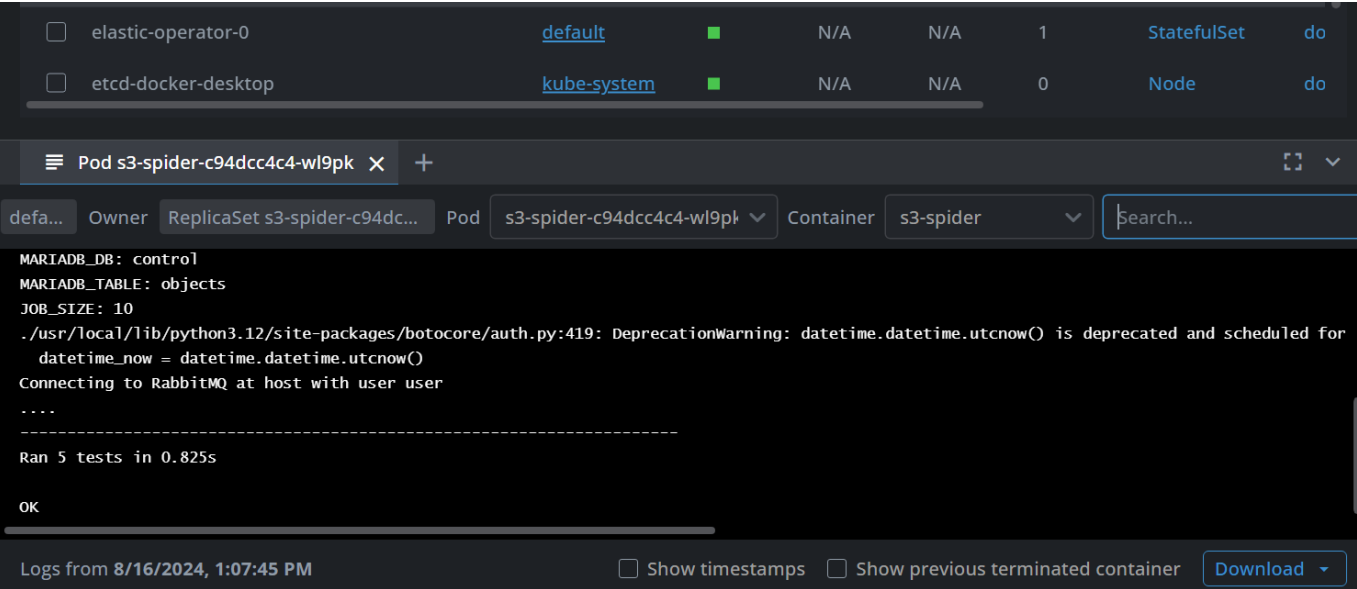 elastic-operator-0 default N/A N/A 1 StatefulSet do
etcd-docker-desktop kube-system N/A N/A 0 Node do
Pod s3-spider-c94dcc4c4-wl9pk
defa... Owner ReplicaSet s3-spider-c94dc... Pod s3-spider-c94dcc4c4-wl9pk Container s3-spider Search...
MARIADB_DB: control
MARIADB_TABLE: objects
JOB_SIZE: 10
./usr/local/lib/python3.12/site-packages/botocore/auth.py:419: DeprecationWarning: datetime.datetime.utcnow() is deprecated and scheduled for
  datetime_now = datetime.datetime.utcnow()
Connecting to RabbitMQ at host with user user
....
----------------------------------------------------------------------
Ran 5 tests in 0.825s
OK
Logs from 8/16/2024, 1:07:45 PM Show timestamps Show previous terminated container Download